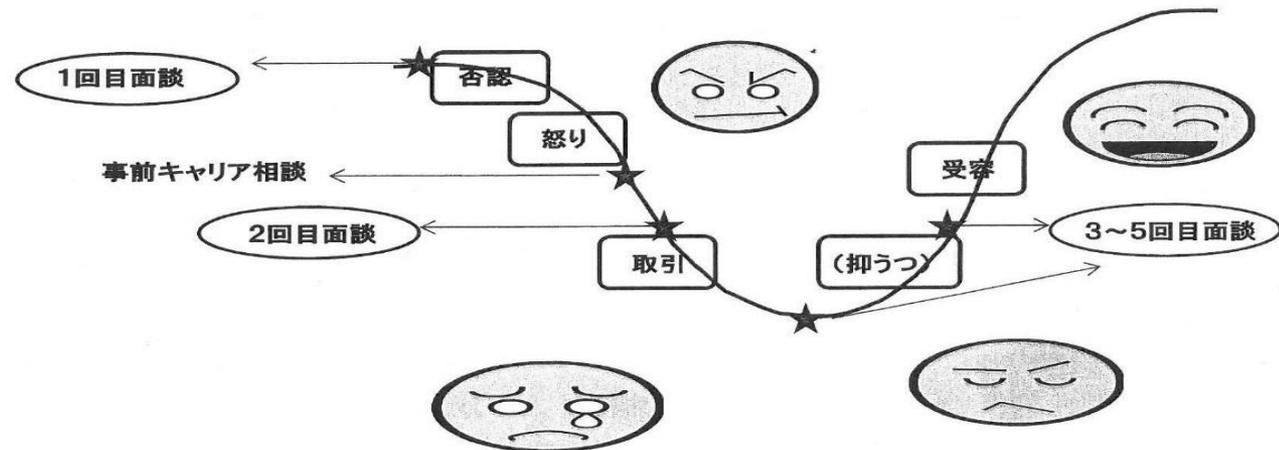 1回目面談
否認
怒り
事前キャリア相談
受容
2回目面談
3～5回目面談
取引
(抑うつ)